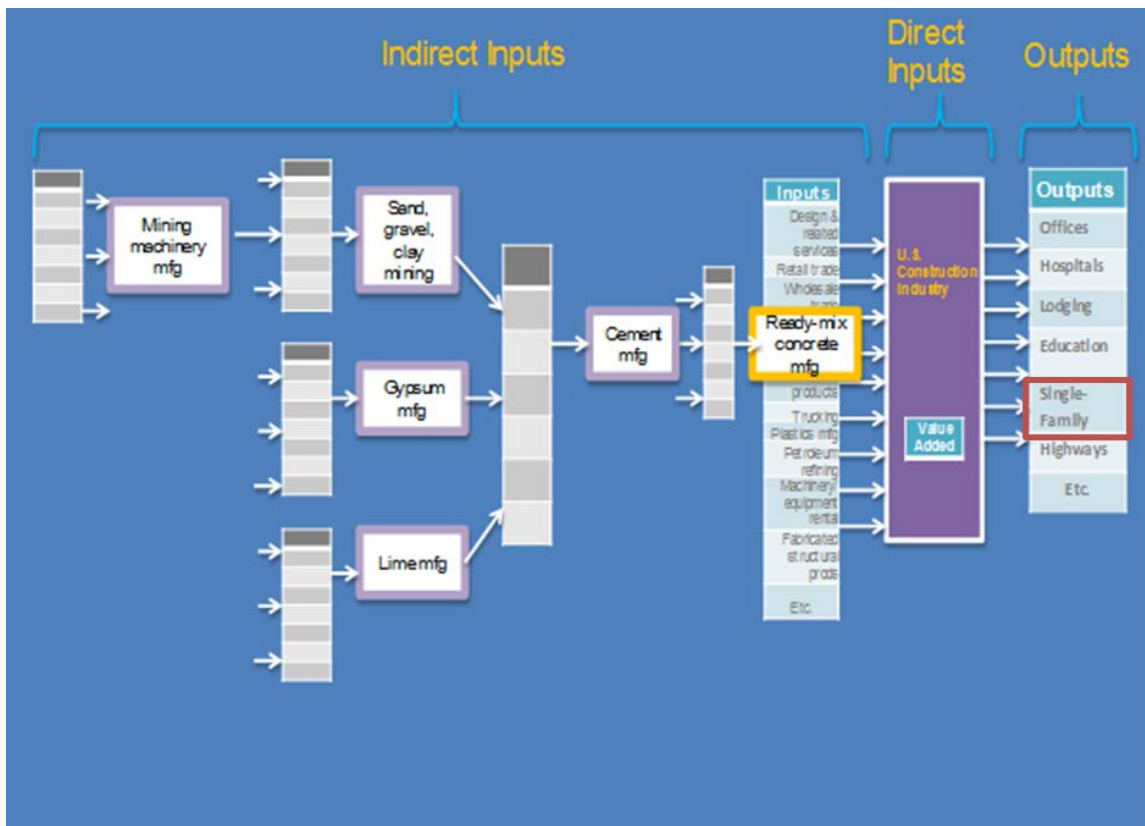 Indirect Inputs
Direct
Inputs
Outputs
Mining
machinery
mfg
Sand,
gravel,
clay
mining
Gypsum
mfg
Lime mfg
Cement
mfg
Inputs
Design &
related
services
Retail trade
Wholesale
trade
Ready-mix
concrete
mfg
products
Trucking
Plastics mfg
Petroleum
refining
Machinery/
equipment
rental
Fabricated
structural
prods
Etc.
U.S.
Construction
Industry
Value
Added
Outputs
Offices
Hospitals
Lodging
Education
Single-
Family
Highways
Etc.